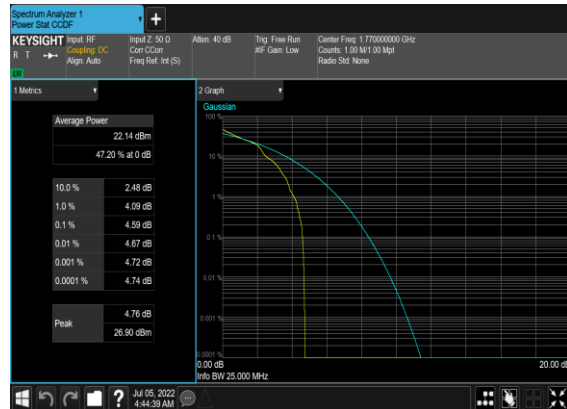 Spectrum Analyzer 1
Power Stat CCDF
+
KEYSIGHT
R T
LV
Input: RF
Coupling: DC
Align: Auto
Input Z: 50 Ω
Corr CCorr
Freq Ref: Int (S)
Atten: 40 dB
Trig: Free Run
#IF Gain: Low
Center Freq: 1.770000000 GHz
Counts: 1.00 M/1.00 Mpt
Radio Std: None
1 Metrics
Average Power
22.14 dBm
47.20 % at 0 dB
10.0 % 2.48 dB
1.0 % 4.09 dB
0.1 % 4.59 dB
0.01 % 4.67 dB
0.001 % 4.72 dB
0.0001 % 4.74 dB
Peak
4.76 dB
26.90 dBm
2 Graph
Gaussian
100 %
10 %
1 %
0.1 %
0.01 %
0.001 %
0.0001 %
0.00 dB
20.00 dB
Info BW 25.000 MHz
?
Jul 05, 2022
4:44:39 AM